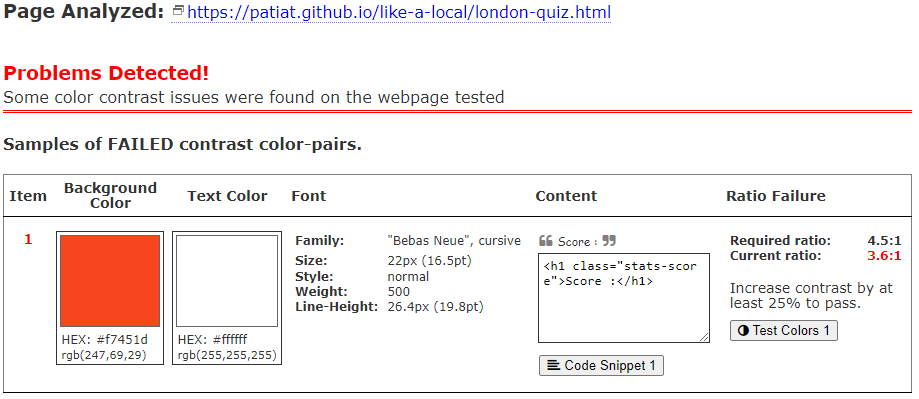 Page Analyzed: https://patiat.github.io/like-a-local/london-quiz.html
Problems Detected!
Some color contrast issues were found on the webpage tested
Samples of FAILED contrast color-pairs.
Item Background Color Text Color Font Content Ratio Failure
1
HEX: #f7451d
rgb(247,69,29)
HEX: #ffffff
rgb(255,255,255)
Family: "Bebas Neue", cursive
Size: 22px (16.5pt)
Style: normal
Weight: 500
Line-Height: 26.4px (19.8pt)
❝ Score : ❞
<h1 class="stats-scor
e">Score :</h1>
Code Snippet 1
Required ratio: 4.5:1
Current ratio: 3.6:1
Increase contrast by at
least 25% to pass.
Test Colors 1